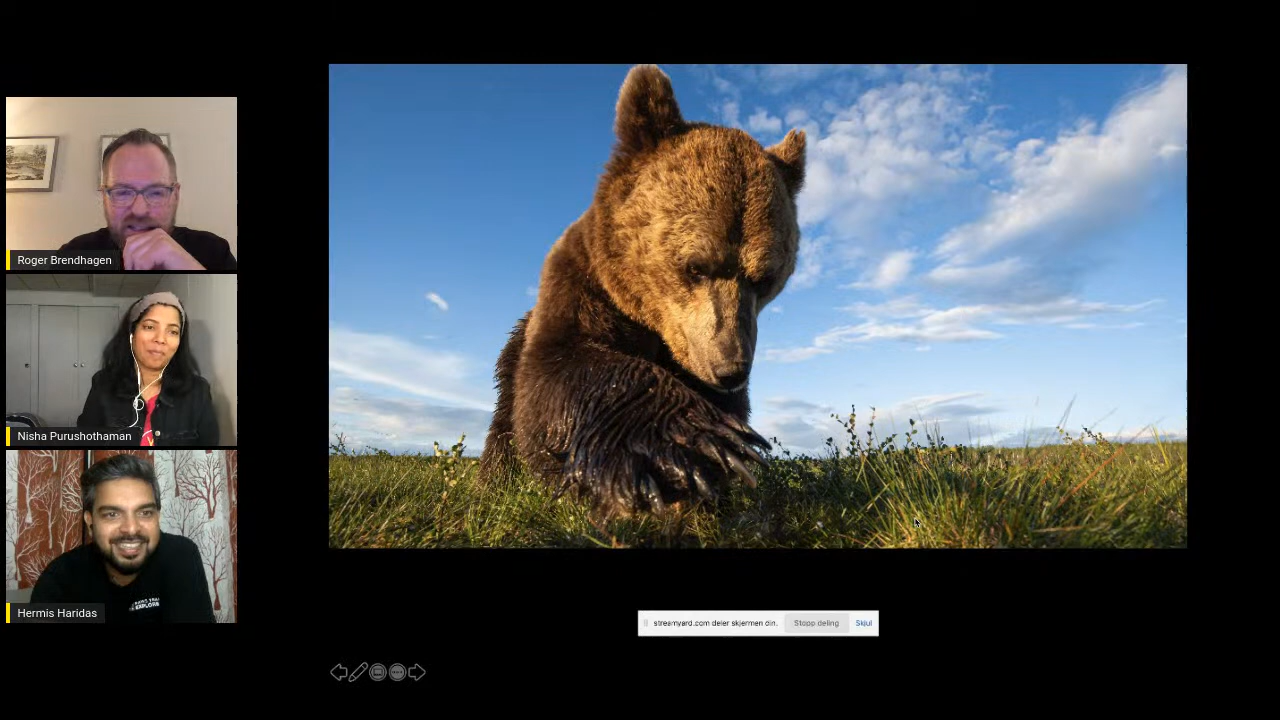 Roger Brendhagen
Nisha Purushothaman
Hermis Haridas
streamyard.com deler skjermen din.
Stopp deling
Skjul